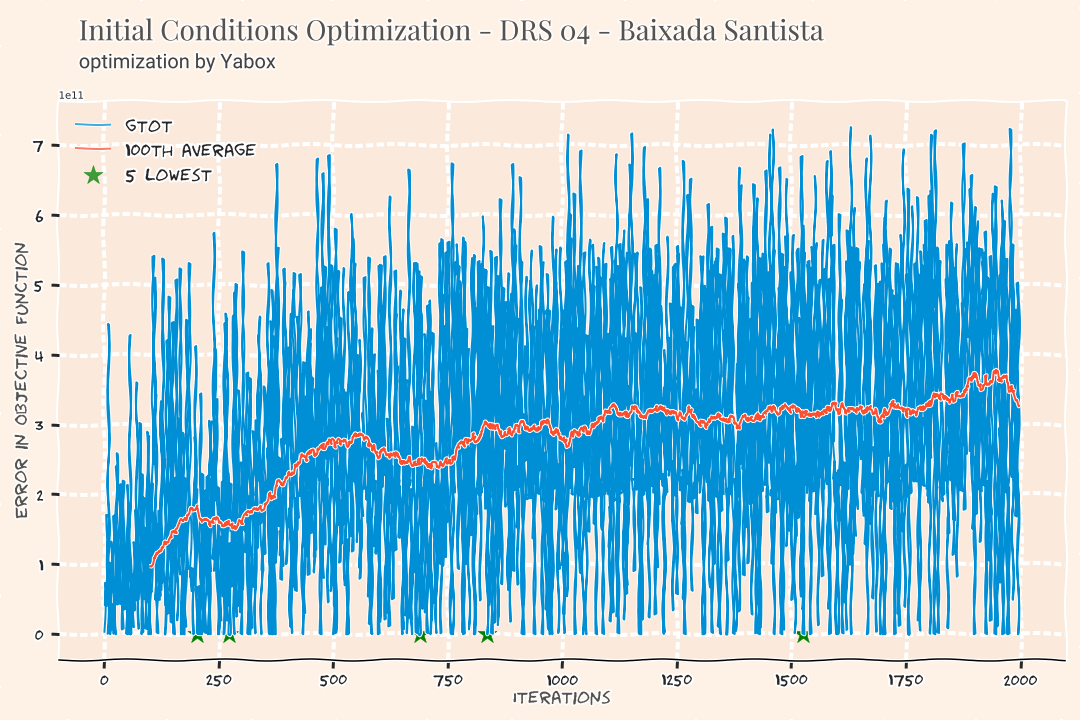 Initial Conditions Optimization - DRS 04 - Baixada Santista
optimization by Yabox
1e11
GTOT
100TH AVERAGE
5 LOWEST
7
6
5
4
3
2
1
0
ERROR IN OBJECTIVE FUNCTION
0 250 500 750 1000 1250 1500 1750 2000
ITERATIONS